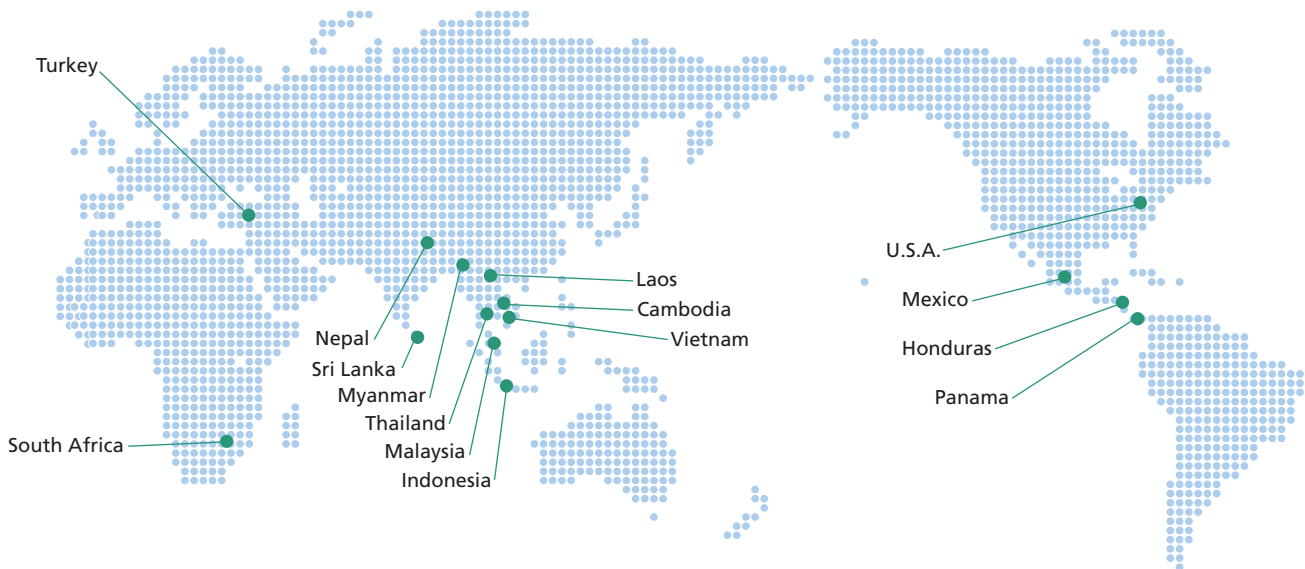 Turkey
U.S.A.
Laos
Mexico
Cambodia
Nepal
Vietnam
Honduras
Sri Lanka
Myanmar
Panama
Thailand
South Africa
Malaysia
Indonesia